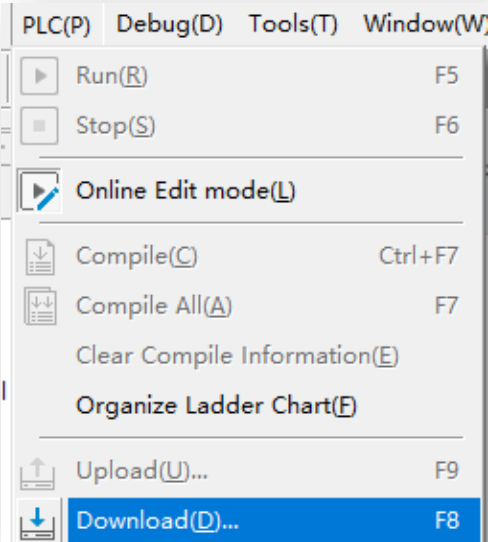 PLC(P) Debug(D) Tools(T) Window(W)
Run(R) F5
Stop(S) F6
Online Edit mode(L)
Compile(C) Ctrl+F7
Compile All(A) F7
Clear Compile Information(E)
Organize Ladder Chart(F)
Upload(U)... F9
Download(D)... F8